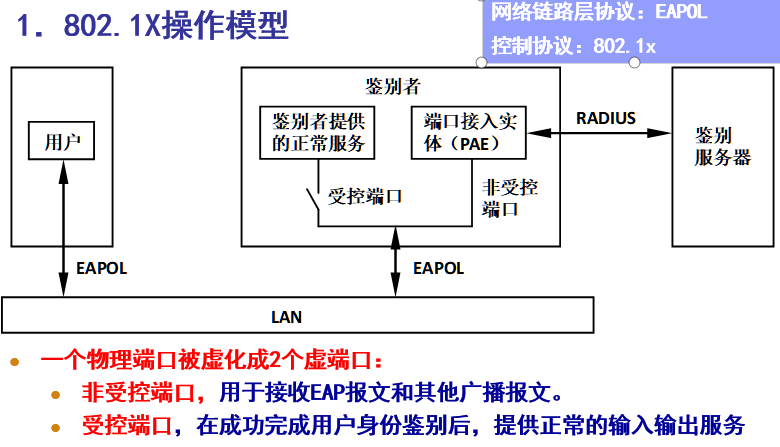 1．802.1X操作模型
网络链路层协议：EAPOL
控制协议：802.1x
鉴别者
用户
鉴别者提供
的正常服务
端口接入实
体（PAE）
RADIUS
鉴别
服务器
受控端口
非受控
端口
EAPOL
EAPOL
LAN
一个物理端口被虚化成2个虚端口：
非受控端口，用于接收EAP报文和其他广播报文。
受控端口，在成功完成用户身份鉴别后，提供正常的输入输出服务